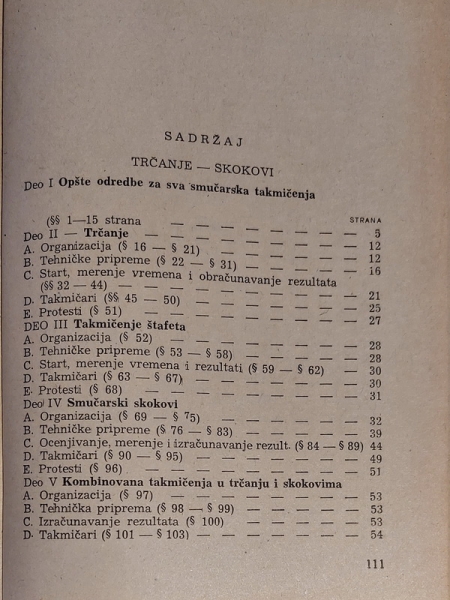 SADRŽAJ
TRČANJE — SKOKOVI
Deo I Opšte odredbe za sva smučarska takmičenja
STRANA
(§§ 1—15 strana — — — — — — — 5
Deo II — Trčanje — — — — — — — 12
A. Organizacija (§ 16 — § 21) — — — — — 12
B. Tehničke pripreme (§ 22 — § 31) — — — — 16
C. Start, merenje vremena i obračunavanje rezultata
(§§ 32 — 44) — — — — — — — — 21
D. Takmičari (§§ 45 — 50) — — — — — — 25
E. Protesti (§ 51) — — — — — — — 27
DEO III Takmičenje štafeta
A. Organizacija (§ 52) — — — — — — 28
B. Tehničke pripreme (§ 53 — § 58) — — — — 28
C. Start, merenje vremena i rezultati (§ 59 — § 62) — 30
D. Takmičari (§ 63 — § 67) — — — — — 30
E. Protesti (§ 68) — — — — — — — 31
Deo IV Smučarski skokovi
A. Organizacija (§ 69 — § 75) — — — — — 32
B. Tehničke pripreme (§ 76 — § 83) — — — — 39
C. Ocenjivanje, merenje i izračunavanje rezult. (§ 84 — § 89) 44
D. Takmičari (§ 90 — § 95) — — — — — 49
E. Protesti (§ 96) — — — — — — — 51
Deo V Kombinovana takmičenja u trčanju i skokovima
A. Organizacija (§ 97) — — — — — — 53
B. Tehnička priprema (§ 98 — § 99) — — — — 53
C. Izračunavanje rezultata (§ 100) — — — — 53
D. Takmičari (§ 101 — § 103) — — — — — 54
111